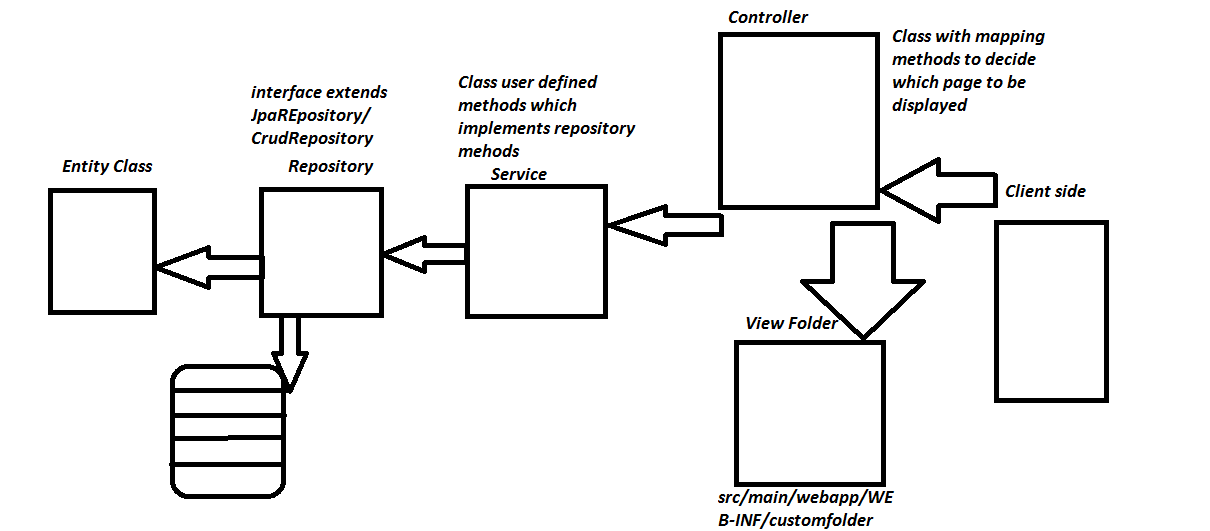 Controller
Class with mapping
methods to decide
which page to be
displayed
Class user defined
methods which
implements repository
mehods
Service
interface extends
JpaREpository/
CrudRepository
Repository
Entity Class
Client side
View Folder
src/main/webapp/WE
B-INF/customfolder